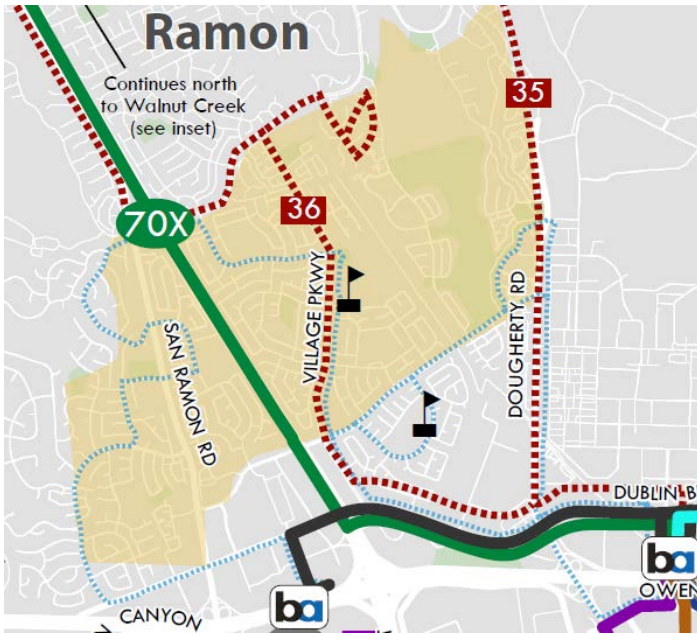 Ramon
Continues north
to Walnut Creek
(see inset)
35
36
70X
VILLAGE PKWY
SAN RAMON RD
DOUGHERTY RD
DUBLIN B
ba
ba
OWEN
CANYON